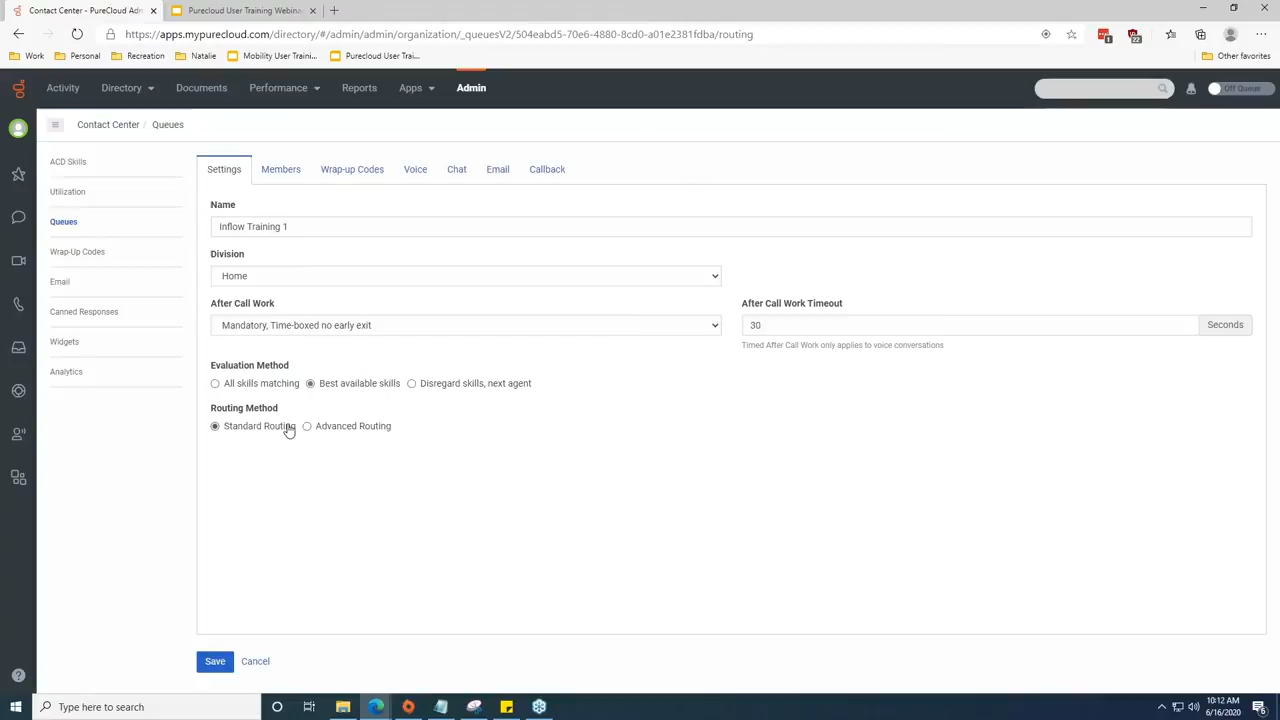 Contact Center - PureCloud Adm
Purecloud User Training Webina
https://apps.mypurecloud.com/directory/#/admin/admin/organization/_queuesV2/504eabd5-70e6-4880-8cd0-a01e2381fdba/routing
1
22
Work
Personal
Recreation
Natalie
Mobility User Trainin...
Purecloud User Trai...
Other favorites
Activity
Directory
Documents
Performance
Reports
Apps
Admin
Off Queue
Contact Center / Queues
ACD Skills
Utilization
Queues
Wrap-Up Codes
Email
Canned Responses
Widgets
Analytics
Settings
Members
Wrap-up Codes
Voice
Chat
Email
Callback
Name
Inflow Training 1
Division
Home
After Call Work
Mandatory, Time-boxed no early exit
After Call Work Timeout
30
Seconds
Timed After Call Work only applies to voice conversations
Evaluation Method
All skills matching
Best available skills
Disregard skills, next agent
Routing Method
Standard Routing
Advanced Routing
Save
Cancel
Type here to search
10:12 AM
6/16/2020
6